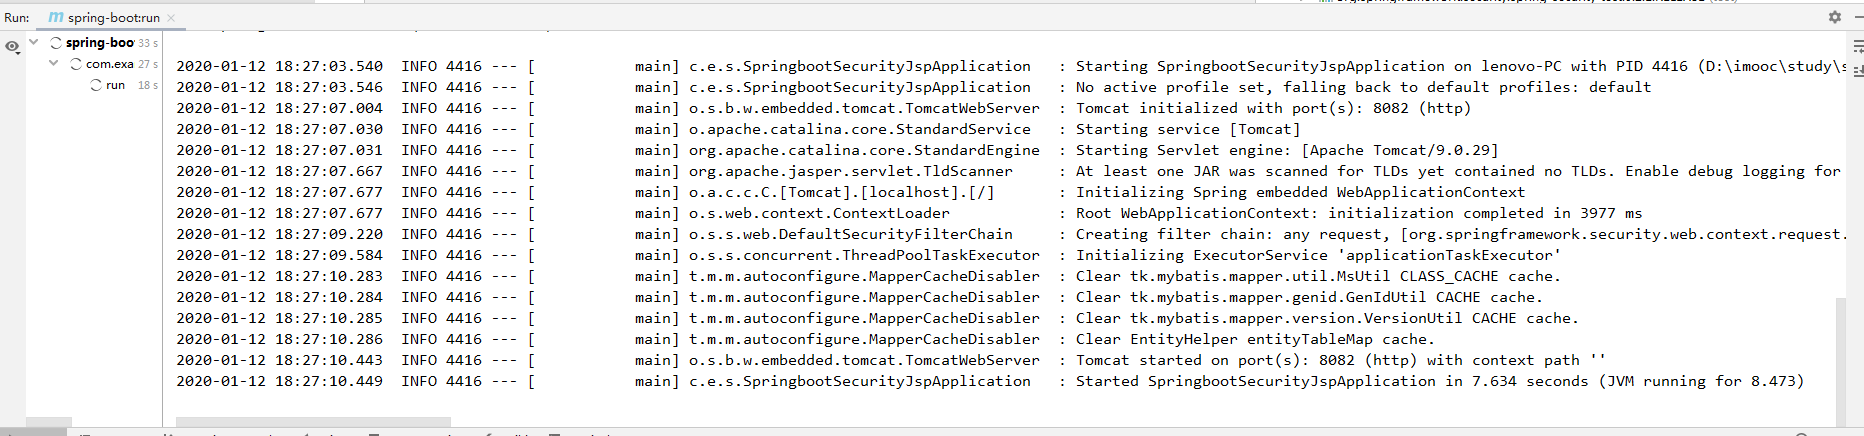 Run: spring-boot:run
spring-boo 33 s
com.exa 27 s
run 18 s
2020-01-12 18:27:03.540  INFO 4416 --- [           main] c.e.s.SpringbootSecurityJspApplication   : Starting SpringbootSecurityJspApplication on lenovo-PC with PID 4416 (D:\imooc\study\s
2020-01-12 18:27:03.546  INFO 4416 --- [           main] c.e.s.SpringbootSecurityJspApplication   : No active profile set, falling back to default profiles: default
2020-01-12 18:27:07.004  INFO 4416 --- [           main] o.s.b.w.embedded.tomcat.TomcatWebServer  : Tomcat initialized with port(s): 8082 (http)
2020-01-12 18:27:07.030  INFO 4416 --- [           main] o.apache.catalina.core.StandardService   : Starting service [Tomcat]
2020-01-12 18:27:07.031  INFO 4416 --- [           main] org.apache.catalina.core.StandardEngine  : Starting Servlet engine: [Apache Tomcat/9.0.29]
2020-01-12 18:27:07.667  INFO 4416 --- [           main] org.apache.jasper.servlet.TldScanner     : At least one JAR was scanned for TLDs yet contained no TLDs. Enable debug logging for
2020-01-12 18:27:07.677  INFO 4416 --- [           main] o.a.c.c.C.[Tomcat].[localhost].[/]       : Initializing Spring embedded WebApplicationContext
2020-01-12 18:27:07.677  INFO 4416 --- [           main] o.s.web.context.ContextLoader            : Root WebApplicationContext: initialization completed in 3977 ms
2020-01-12 18:27:09.220  INFO 4416 --- [           main] o.s.s.web.DefaultSecurityFilterChain     : Creating filter chain: any request, [org.springframework.security.web.context.request.
2020-01-12 18:27:09.584  INFO 4416 --- [           main] o.s.s.concurrent.ThreadPoolTaskExecutor  : Initializing ExecutorService 'applicationTaskExecutor'
2020-01-12 18:27:10.283  INFO 4416 --- [           main] t.m.m.autoconfigure.MapperCacheDisabler  : Clear tk.mybatis.mapper.util.MsUtil CLASS_CACHE cache.
2020-01-12 18:27:10.284  INFO 4416 --- [           main] t.m.m.autoconfigure.MapperCacheDisabler  : Clear tk.mybatis.mapper.genid.GenIdUtil CACHE cache.
2020-01-12 18:27:10.285  INFO 4416 --- [           main] t.m.m.autoconfigure.MapperCacheDisabler  : Clear tk.mybatis.mapper.version.VersionUtil CACHE cache.
2020-01-12 18:27:10.286  INFO 4416 --- [           main] t.m.m.autoconfigure.MapperCacheDisabler  : Clear EntityHelper entityTableMap cache.
2020-01-12 18:27:10.443  INFO 4416 --- [           main] o.s.b.w.embedded.tomcat.TomcatWebServer  : Tomcat started on port(s): 8082 (http) with context path ''
2020-01-12 18:27:10.449  INFO 4416 --- [           main] c.e.s.SpringbootSecurityJspApplication   : Started SpringbootSecurityJspApplication in 7.634 seconds (JVM running for 8.473)